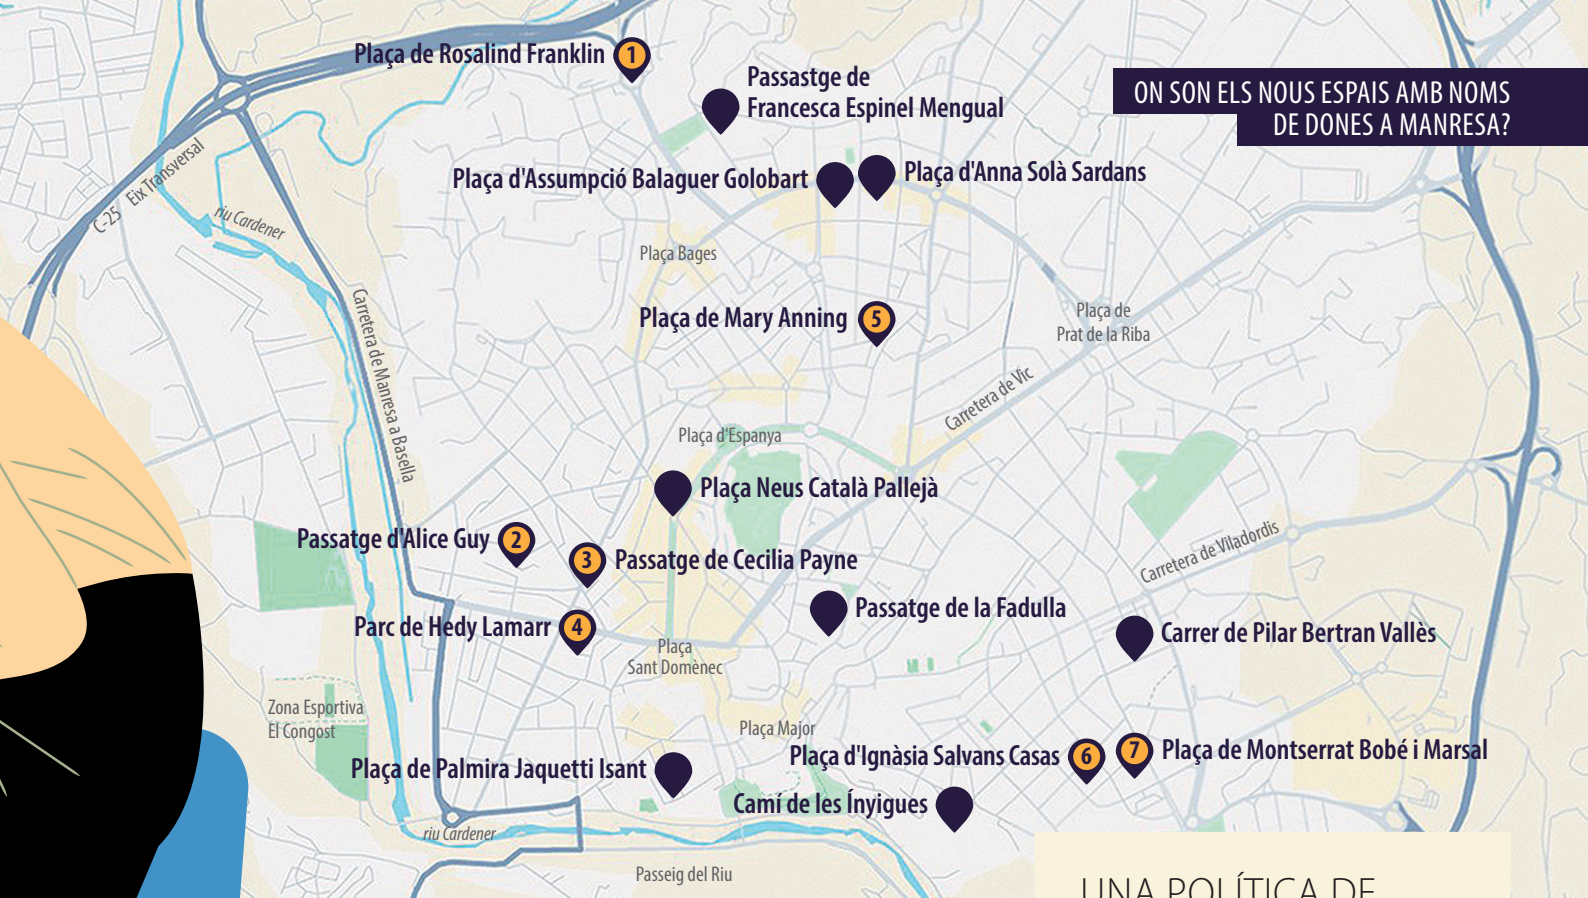 Plaça de Rosalind Franklin
1
Passastge de
Francesca Espinel Mengual
ON SON ELS NOUS ESPAIS AMB NOMS
DE DONES A MANRESA?
Plaça d'Assumpció Balaguer Golobart
Plaça d'Anna Solà Sardans
C-25 Eix Transversal
riu Cardener
Plaça Bages
Carretera de Manresa a Basella
Plaça de Mary Anning
5
Plaça de
Prat de la Riba
Carretera de Vic
Plaça d'Espanya
Plaça Neus Català Pallejà
Passatge d'Alice Guy
2
3
Passatge de Cecilia Payne
Carretera de Viladordis
Passatge de la Fadulla
Parc de Hedy Lamarr
4
Carrer de Pilar Bertran Vallès
Plaça
Sant Domènec
Zona Esportiva
El Congost
Plaça Major
Plaça d'Ignàsia Salvans Casas
6
7
Plaça de Montserrat Bobé i Marsal
Plaça de Palmira Jaquetti Isant
Camí de les Ínyigues
riu Cardener
Passeig del Riu
UNA POLÍTICA DE